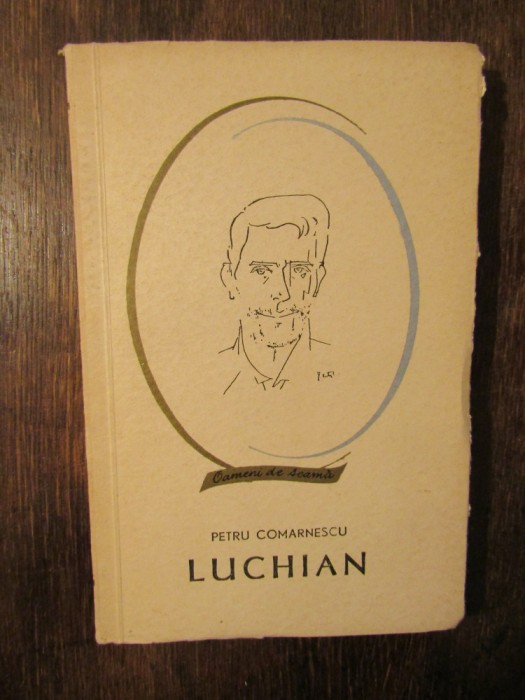 Oameni de seamă
PETRU COMARNESCU
LUCHIAN